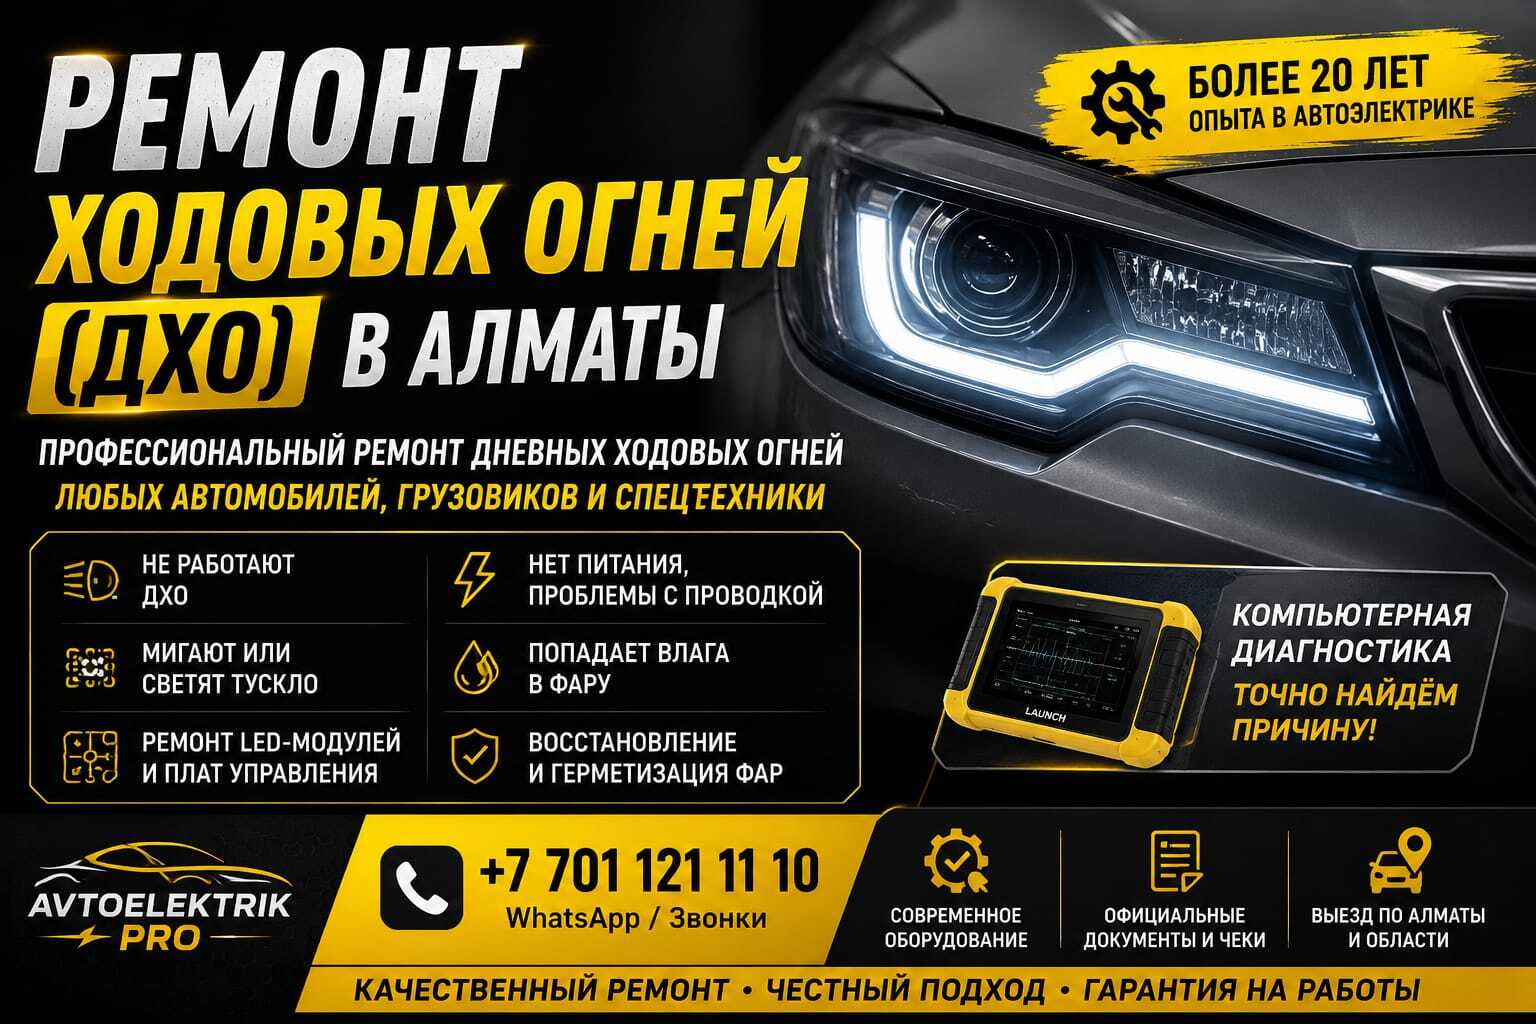 РЕМОНТ
ХОДОВЫХ ОГНЕЙ
(ДХО) В АЛМАТЫ
БОЛЕЕ 20 ЛЕТ
ОПЫТА В АВТОЭЛЕКТРИКЕ
ПРОФЕССИОНАЛЬНЫЙ РЕМОНТ ДНЕВНЫХ ХОДОВЫХ ОГНЕЙ
ЛЮБЫХ АВТОМОБИЛЕЙ, ГРУЗОВИКОВ И СПЕЦТЕХНИКИ
НЕ РАБОТАЮТ
ДХО
НЕТ ПИТАНИЯ,
ПРОБЛЕМЫ С ПРОВОДКОЙ
МИГАЮТ ИЛИ
СВЕТЯТ ТУСКЛО
ПОПАДАЕТ ВЛАГА
В ФАРУ
РЕМОНТ LED-МОДУЛЕЙ
И ПЛАТ УПРАВЛЕНИЯ
ВОССТАНОВЛЕНИЕ
И ГЕРМЕТИЗАЦИЯ ФАР
LAUNCH
КОМПЬЮТЕРНАЯ
ДИАГНОСТИКА
ТОЧНО НАЙДЁМ
ПРИЧИНУ!
AVTOELEKTRIK
PRO
+7 701 121 11 10
WhatsApp / Звонки
СОВРЕМЕННОЕ
ОБОРУДОВАНИЕ
ОФИЦИАЛЬНЫЕ
ДОКУМЕНТЫ И ЧЕКИ
ВЫЕЗД ПО АЛМАТЫ
И ОБЛАСТИ
КАЧЕСТВЕННЫЙ РЕМОНТ • ЧЕСТНЫЙ ПОДХОД • ГАРАНТИЯ НА РАБОТЫ